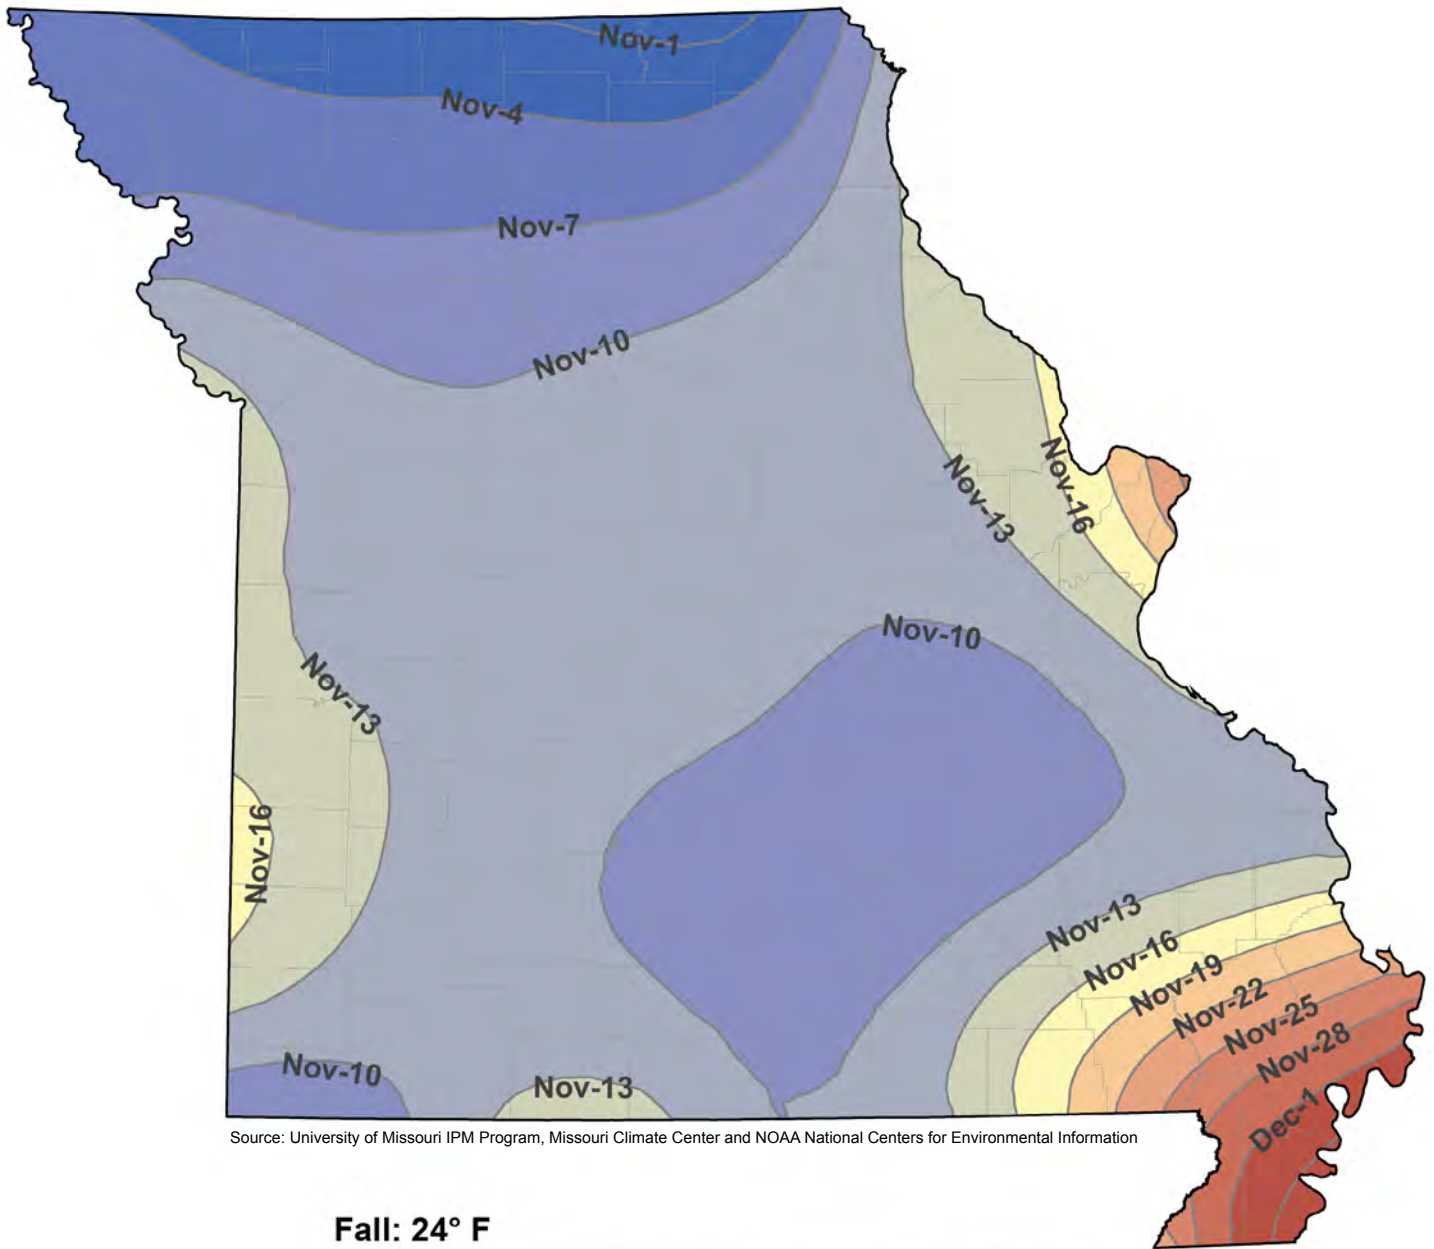 Nov-1
Nov-4
Nov-7
Nov-10
Nov-13
Nov-16
Nov-10
Nov-13
Nov-16
Nov-13
Nov-16
Nov-19
Nov-22
Nov-25
Nov-28
Dec-1
Nov-10
Nov-13
Source: University of Missouri IPM Program, Missouri Climate Center and NOAA National Centers for Environmental Information
Fall: 24° F